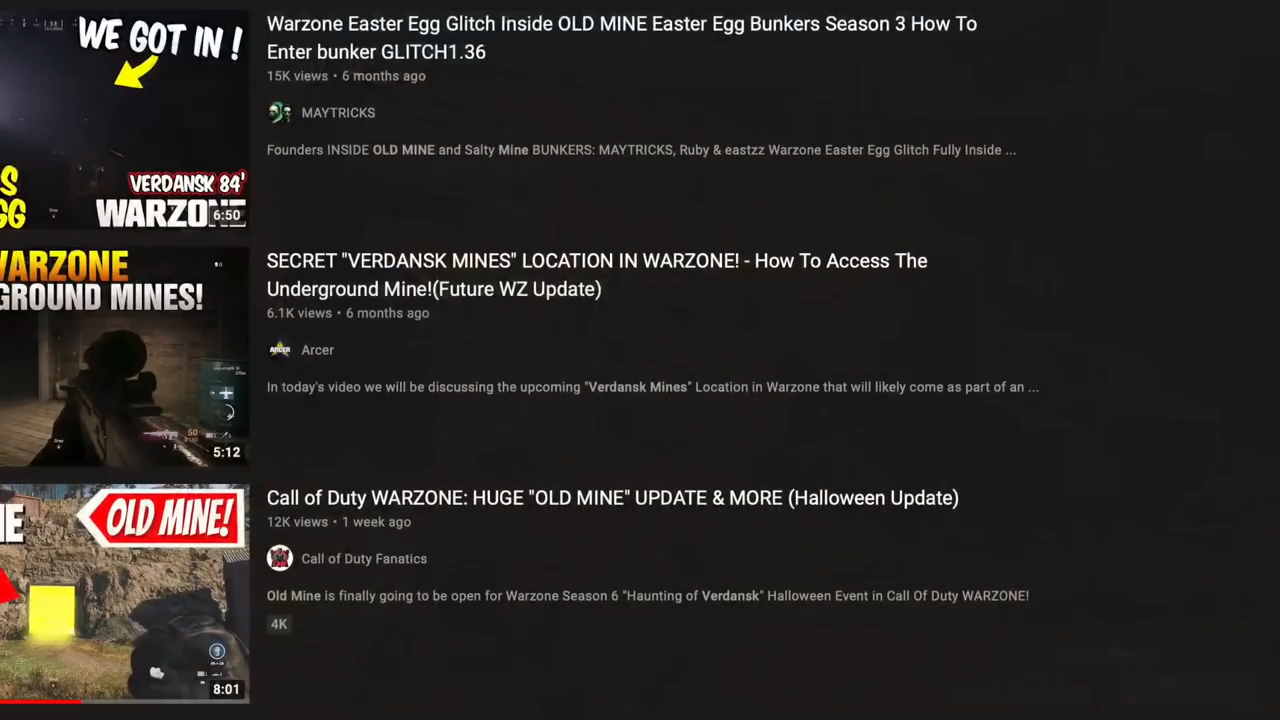 WE GOT IN !
S
GG
VERDANSK 84'
WARZONE
6:50
Warzone Easter Egg Glitch Inside OLD MINE Easter Egg Bunkers Season 3 How To
Enter bunker GLITCH1.36
15K views • 6 months ago
MAYTRICKS
Founders INSIDE OLD MINE and Salty Mine BUNKERS: MAYTRICKS, Ruby & eastzz Warzone Easter Egg Glitch Fully Inside ...
WARZONE
GROUND MINES!
50
5:12
SECRET "VERDANSK MINES" LOCATION IN WARZONE! - How To Access The
Underground Mine!(Future WZ Update)
6.1K views • 6 months ago
ARCER
Arcer
In today's video we will be discussing the upcoming "Verdansk Mines" Location in Warzone that will likely come as part of an ...
NE
OLD MINE!
8:01
Call of Duty WARZONE: HUGE "OLD MINE" UPDATE & MORE (Halloween Update)
12K views • 1 week ago
Call of Duty Fanatics
Old Mine is finally going to be open for Warzone Season 6 "Haunting of Verdansk" Halloween Event in Call Of Duty WARZONE!
4K